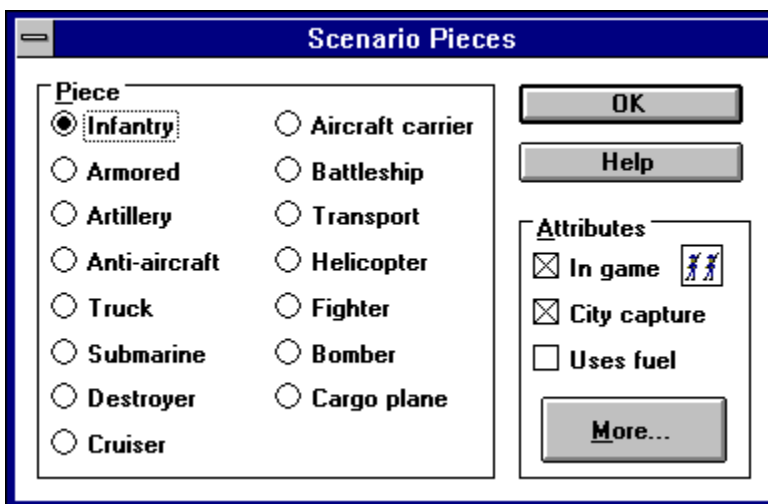 Scenario Pieces
Piece
Infantry
Armored
Artillery
Anti-aircraft
Truck
Submarine
Destroyer
Cruiser
Aircraft carrier
Battleship
Transport
Helicopter
Fighter
Bomber
Cargo plane
OK
Help
Attributes
In game
City capture
Uses fuel
More...